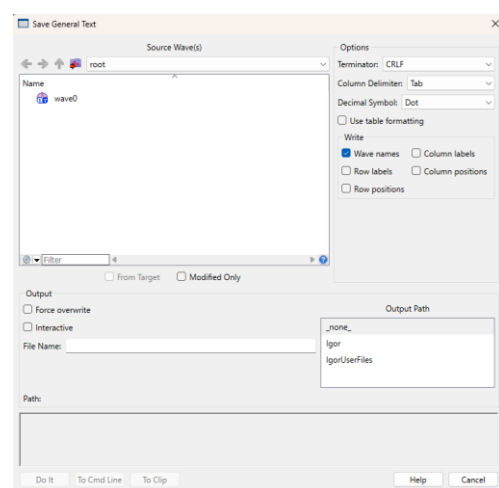 Save General Text
Source Wave(s)
root
Name
wave0
Filter
From Target
Modified Only
Options
Terminator: CRLF
Column Delimiter: Tab
Decimal Symbol: Dot
Use table formatting
Write
Wave names Column labels
Row labels Column positions
Row positions
Output
Force overwrite
Interactive
File Name:
Path:
Output Path
_none_
Igor
IgorUserFiles
Do It To Cmd Line To Clip Help Cancel